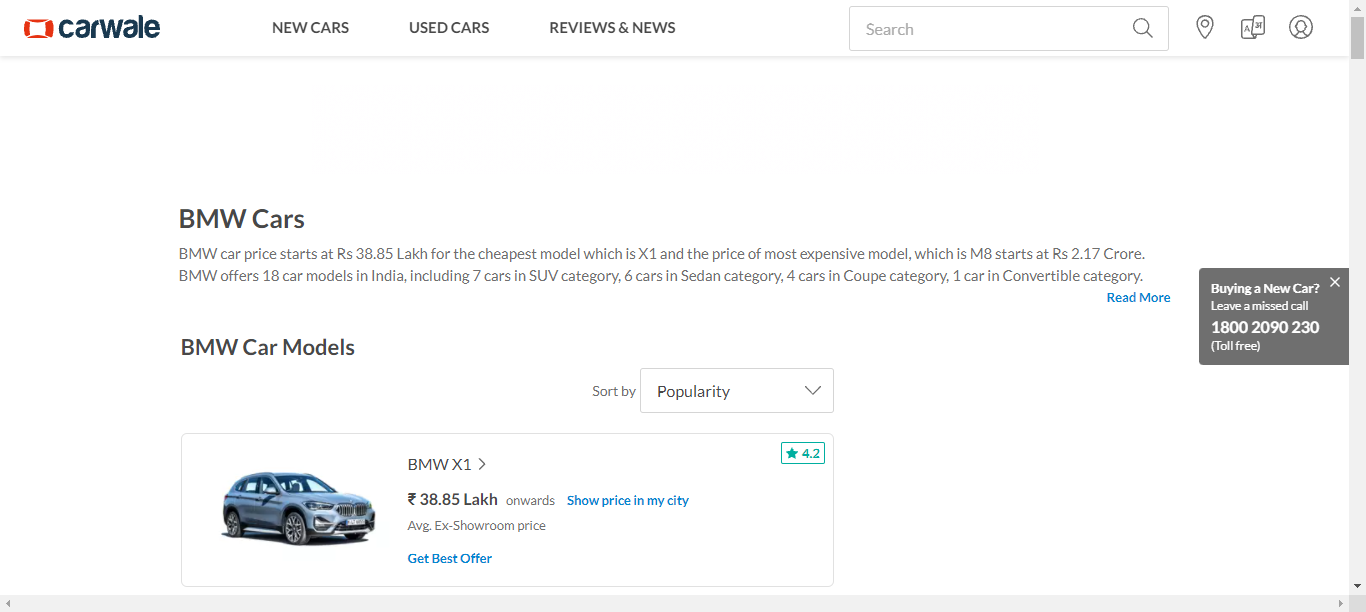 carwale
NEW CARS
USED CARS
REVIEWS & NEWS
Search
BMW Cars
BMW car price starts at Rs 38.85 Lakh for the cheapest model which is X1 and the price of most expensive model, which is M8 starts at Rs 2.17 Crore.
BMW offers 18 car models in India, including 7 cars in SUV category, 6 cars in Sedan category, 4 cars in Coupe category, 1 car in Convertible category.
Read More
Buying a New Car?
Leave a missed call
1800 2090 230
(Toll free)
BMW Car Models
Sort by
Popularity
4.2
BMW X1
₹ 38.85 Lakh onwards Show price in my city
Avg. Ex-Showroom price
Get Best Offer